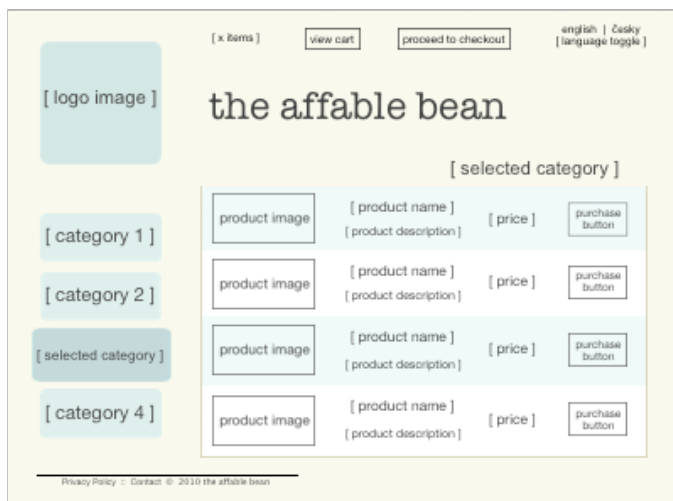 [ x items ]
view cart
proceed to checkout
english | česky
[ language toggle ]
[ logo image ]
the affable bean
[ selected category ]
[ category 1 ]
[ category 2 ]
[ selected category ]
[ category 4 ]
product image
[ product name ]
[ product description ]
[ price ]
purchase
button
product image
[ product name ]
[ product description ]
[ price ]
purchase
button
product image
[ product name ]
[ product description ]
[ price ]
purchase
button
product image
[ product name ]
[ product description ]
[ price ]
purchase
button
Privacy Policy :: Contact © 2010 the affable bean